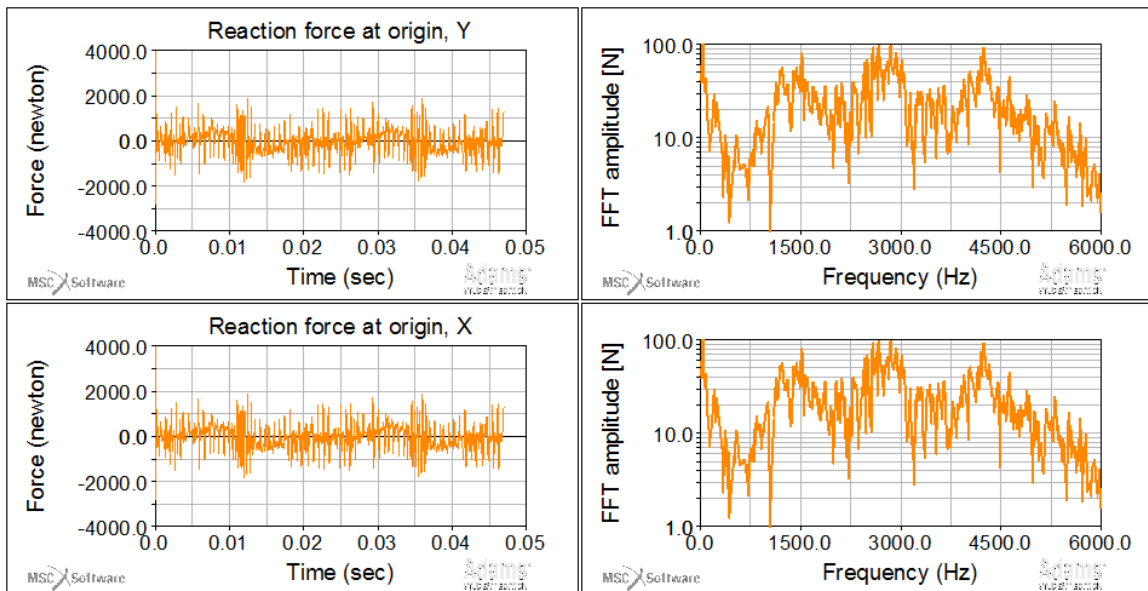 Reaction force at origin, Y
Force (newton)
4000.0
2000.0
0.0
-2000.0
-4000.0
0.0 0.01 0.02 0.03 0.04 0.05
Time (sec)
MSC Software
Adams
FFT amplitude [N]
100.0
10.0
1.0
0.0 1500.0 3000.0 4500.0 6000.0
Frequency (Hz)
MSC Software
Adams
Reaction force at origin, X
Force (newton)
4000.0
2000.0
0.0
-2000.0
-4000.0
0.0 0.01 0.02 0.03 0.04 0.05
Time (sec)
MSC Software
Adams
FFT amplitude [N]
100.0
10.0
1.0
0.0 1500.0 3000.0 4500.0 6000.0
Frequency (Hz)
MSC Software
Adams